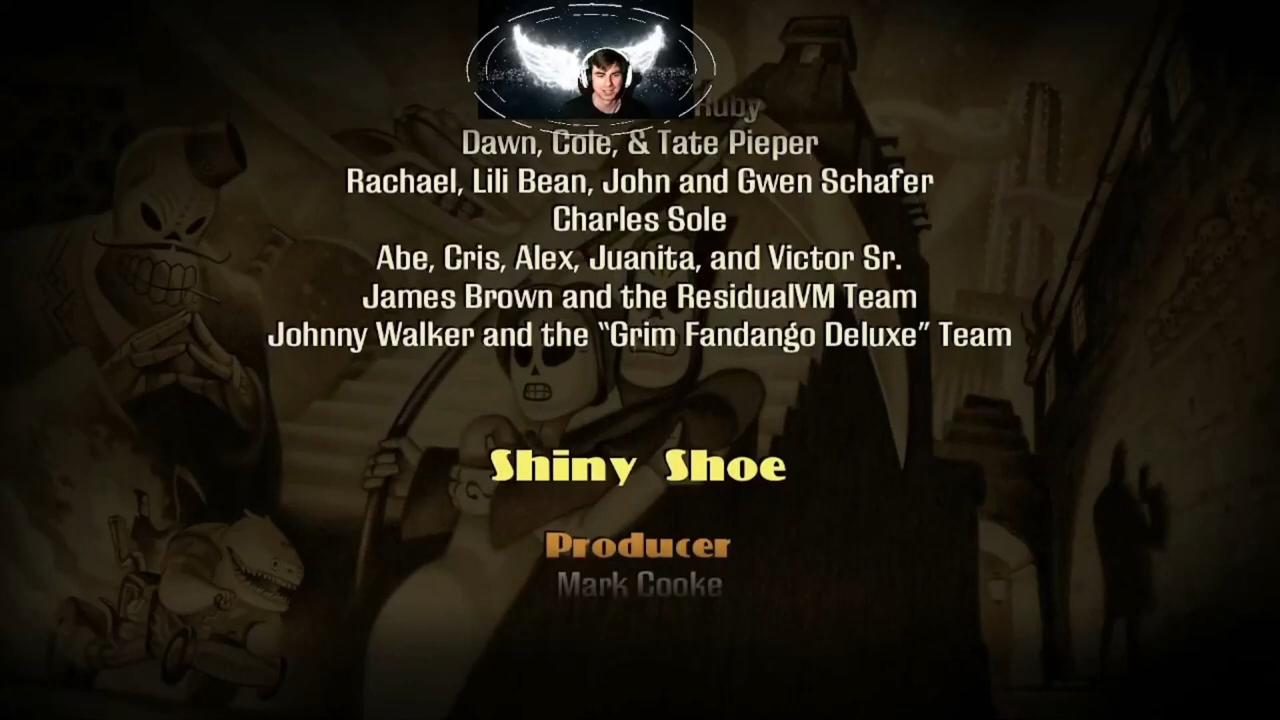 Ruby
Dawn, Cole, & Tate Pieper
Rachael, Lili Bean, John and Gwen Schafer
Charles Sole
Abe, Cris, Alex, Juanita, and Victor Sr.
James Brown and the ResidualVM Team
Johnny Walker and the “Grim Fandango Deluxe” Team
Shiny Shoe
Producer
Mark Cooke